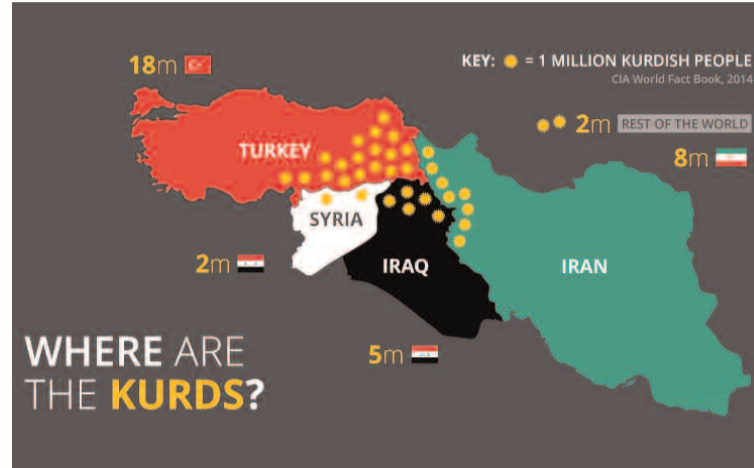 18m
KEY: = 1 MILLION KURDISH PEOPLE
CIA World Fact Book, 2014
2m REST OF THE WORLD
8m
TURKEY
SYRIA
2m
IRAQ
IRAN
5m
WHERE ARE
THE KURDS?